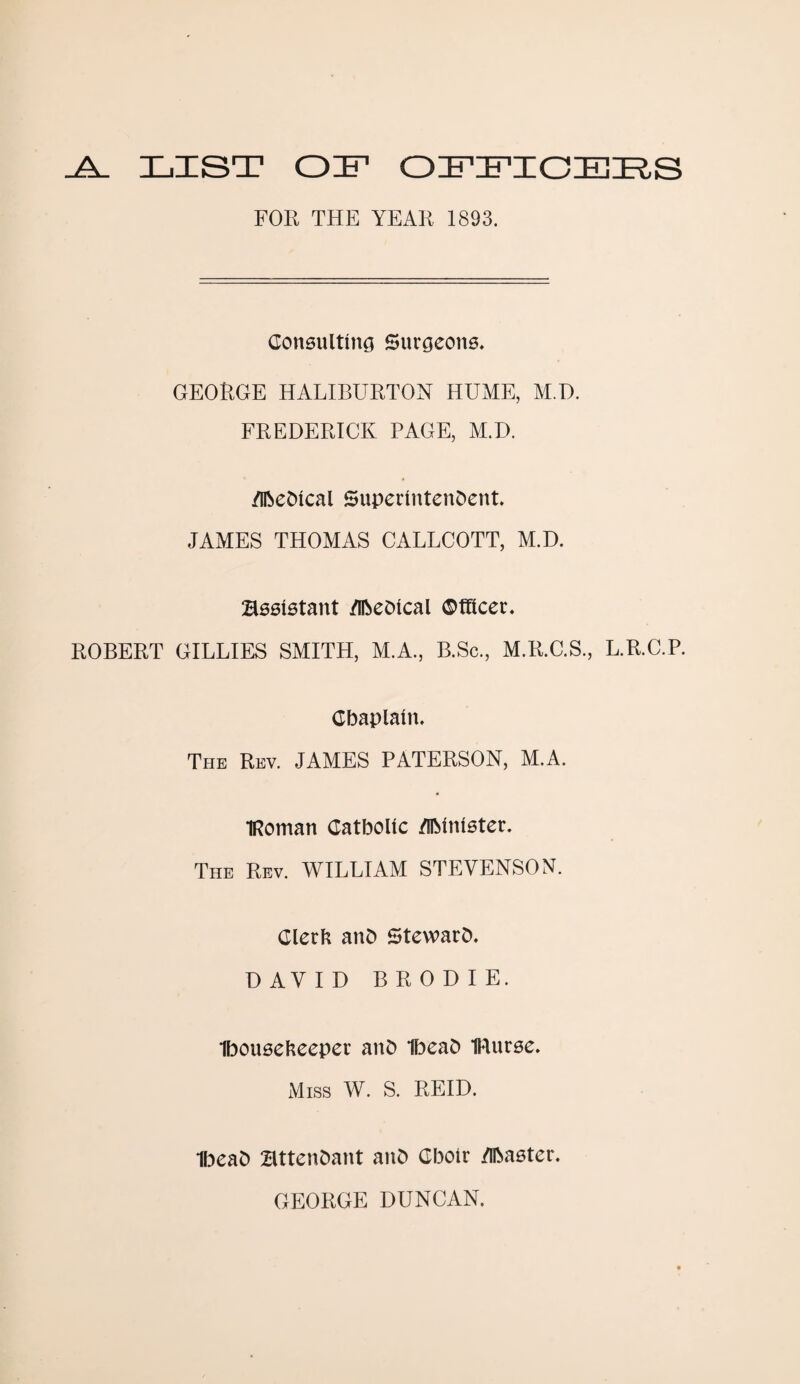 A LIST OF OFFICERS
FOR THE YEAR 1893.
Consulting Surgeons.
GEORGE HALIBURTON HUME, M.D.
FREDERICK PAGE, M.D.
Medical Superintendent.
JAMES THOMAS CALLCOTT, M.D.
Assistant Medical Officer.
ROBERT GILLIES SMITH, M.A., B.Sc., M.R.C.S., L.R.C.P.
Chaplain.
The Rev. JAMES PATERSON, M.A.
Roman Catholic Minister.
The Rev. WILLIAM STEVENSON.
Clerk and Steward.
DAVID BRODIE.
Housekeeper and Head Nurse.
Miss W. S. REID.
Head Attendant and Choir Master.
GEORGE DUNCAN.